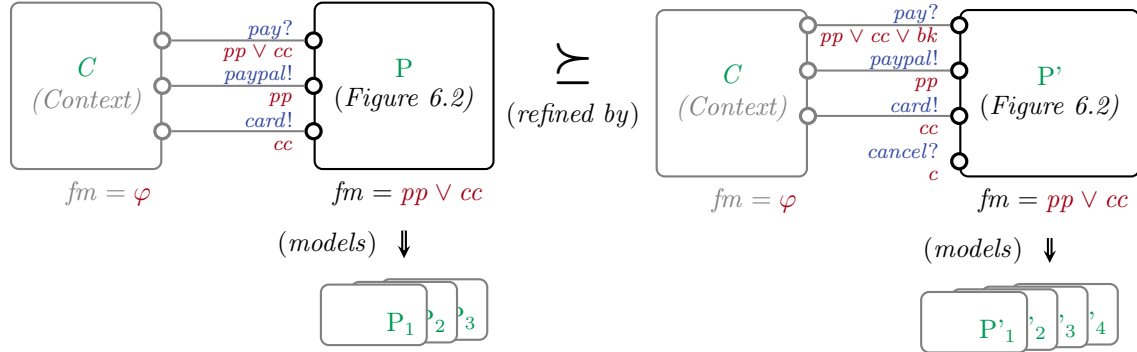 pay?
pp ∨ cc
paypal!
pp
card!
cc
C
(Context)
P
(Figure 6.2)
fm = φ
fm = pp ∨ cc
(models) ⇓
P₁
P₂
P₃
⪰
(refined by)
pay?
pp ∨ cc ∨ bk
paypal!
pp
card!
cc
cancel?
c
C
(Context)
P'
(Figure 6.2)
fm = φ
fm = pp ∨ cc
(models) ⇓
P'₁
'₂
'₃
'₄